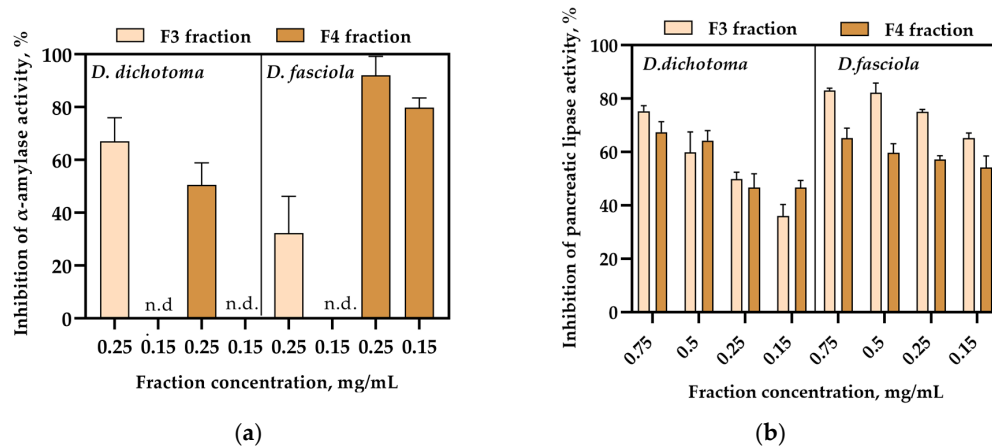 F3 fraction F4 fraction
Inhibition of α-amylase activity, %
100
80
60
40
20
0
D. dichotoma D. fasciola
n.d n.d. n.d.
0.25 0.15 0.25 0.15 0.25 0.15 0.25 0.15
Fraction concentration, mg/mL
(a)
F3 fraction F4 fraction
Inhibition of pancreatic lipase activity, %
100
80
60
40
20
0
D.dichotoma D.fasciola
0.75 0.5 0.25 0.15 0.75 0.5 0.25 0.15
Fraction concentration, mg/mL
(b)